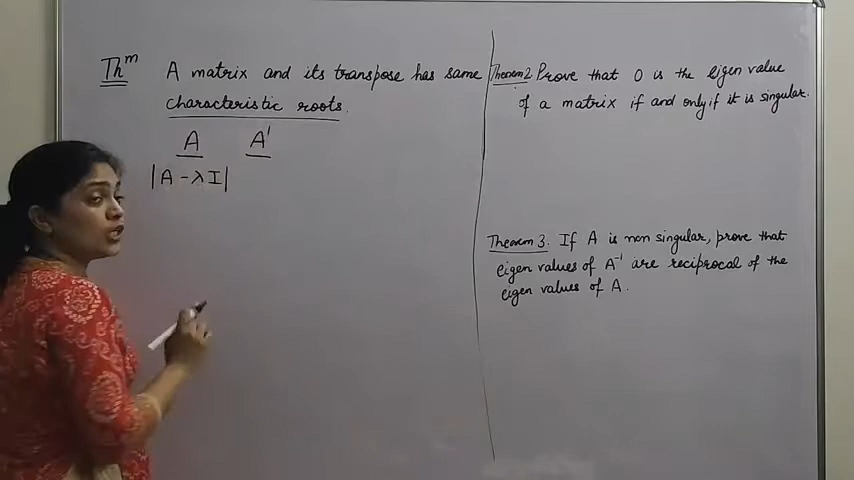 Thᵐ A matrix and its transpose has same
characteristic roots.
A A'
|A - λI|
Theorem 2 Prove that 0 is the eigen value
of a matrix if and only if it is singular.
Theorem 3. If A is non singular, prove that
eigen values of A⁻¹ are reciprocal of the
eigen values of A.